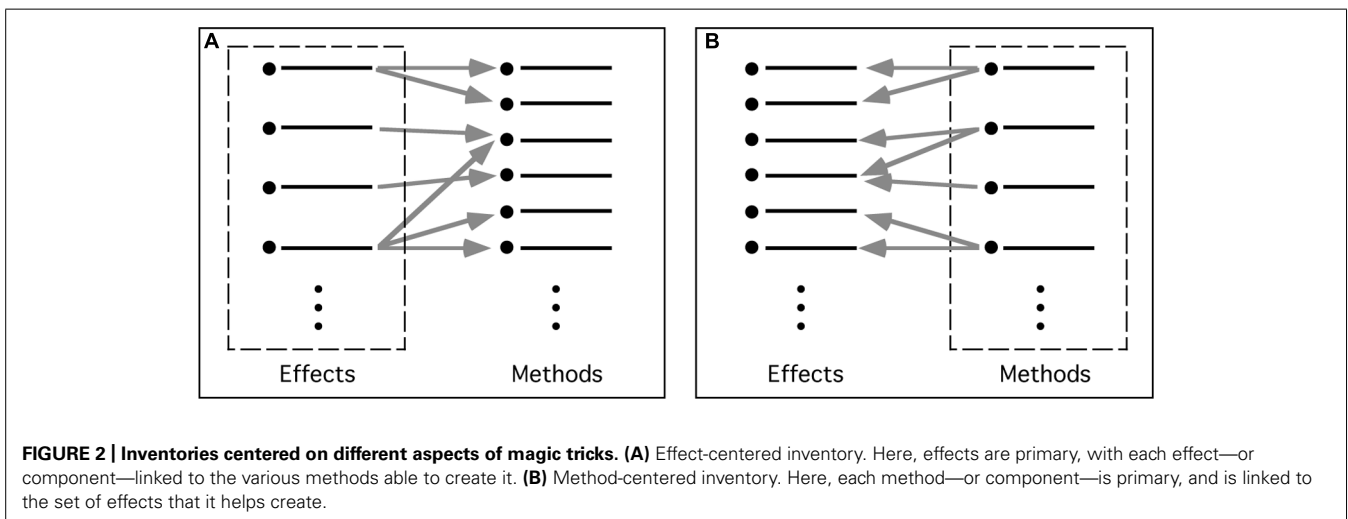 A
B
Effects
Methods
Effects
Methods
FIGURE 2 | Inventories centered on different aspects of magic tricks. (A) Effect-centered inventory. Here, effects are primary, with each effect—or
component—linked to the various methods able to create it. (B) Method-centered inventory. Here, each method—or component—is primary, and is linked to
the set of effects that it helps create.